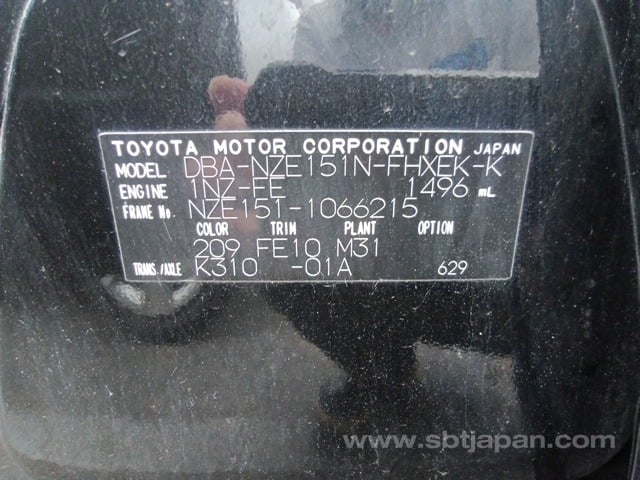 TOYOTA MOTOR CORPORATION JAPAN
MODEL DBA-NZE151N-FHXEK-K
ENGINE 1NZ-FE 1496 mL
FRAME No. NZE151-1066215
COLOR TRIM PLANT OPTION
209 FE10 M31
TRANS./AXLE K310 -01A 629
www.sbtjapan.com